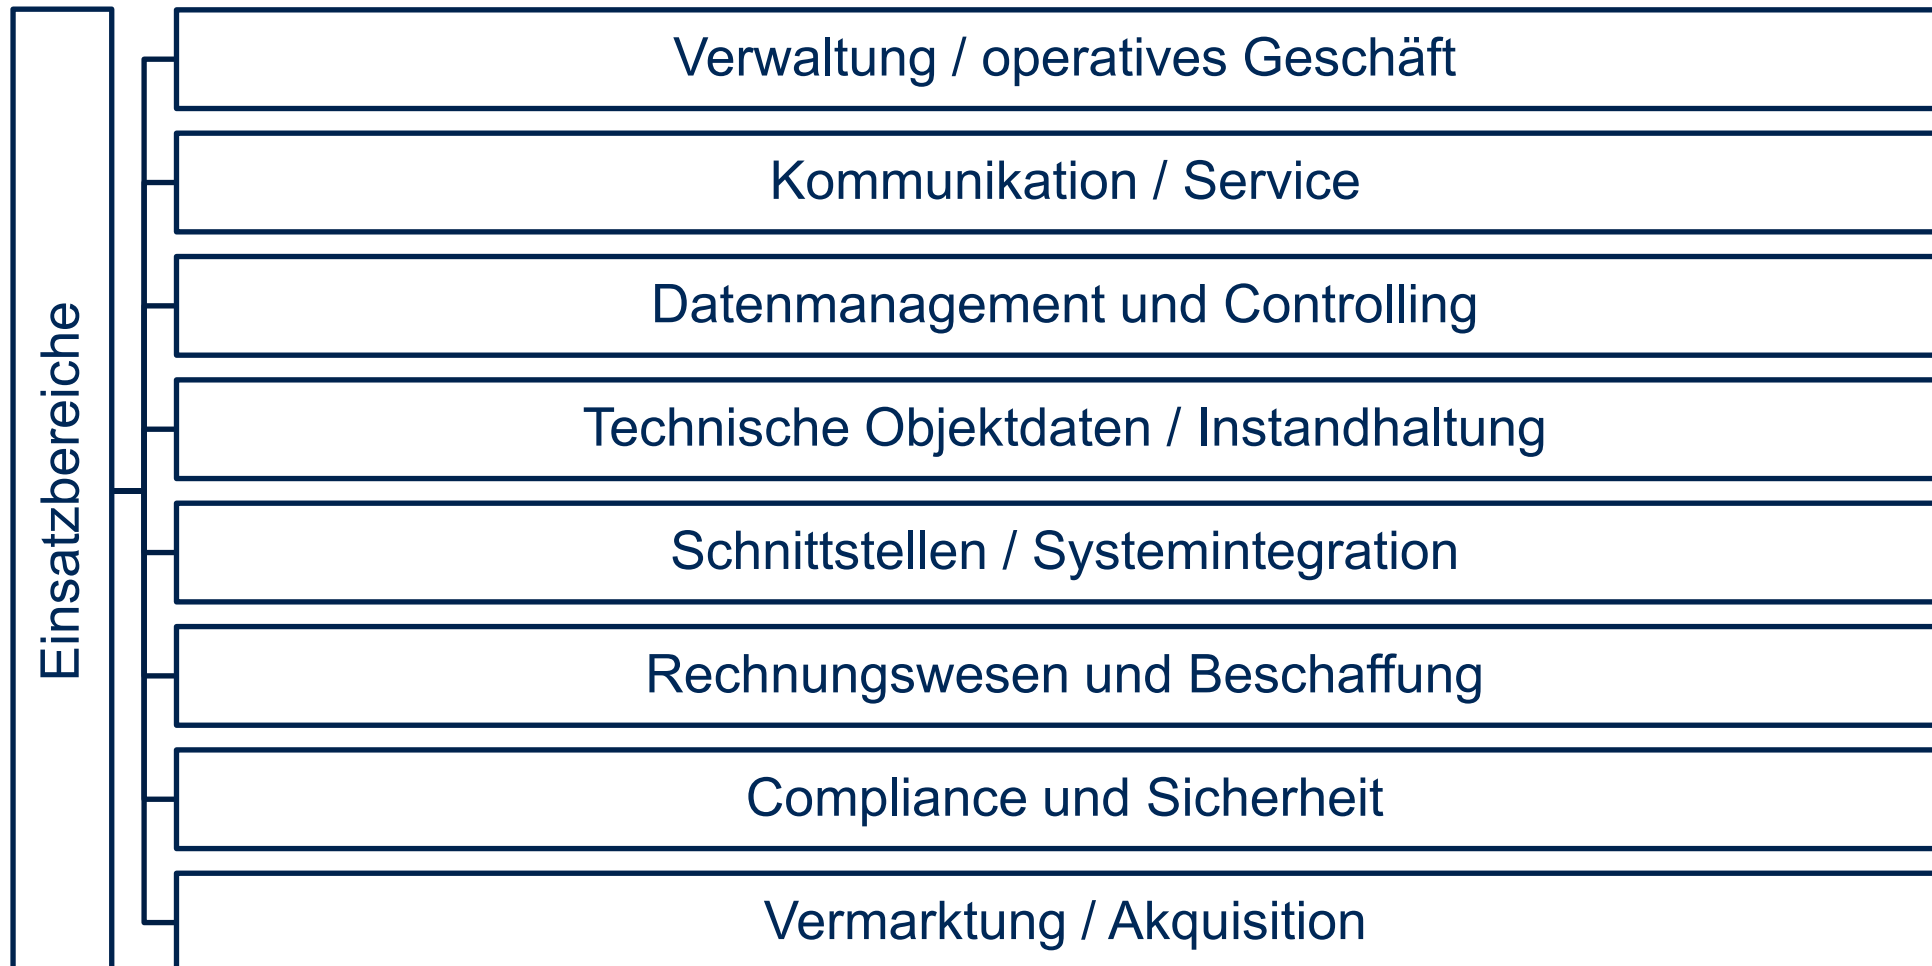 Einsatzbereiche
Verwaltung / operatives Geschäft
Kommunikation / Service
Datenmanagement und Controlling
Technische Objektdaten / Instandhaltung
Schnittstellen / Systemintegration
Rechnungswesen und Beschaffung
Compliance und Sicherheit
Vermarktung / Akquisition